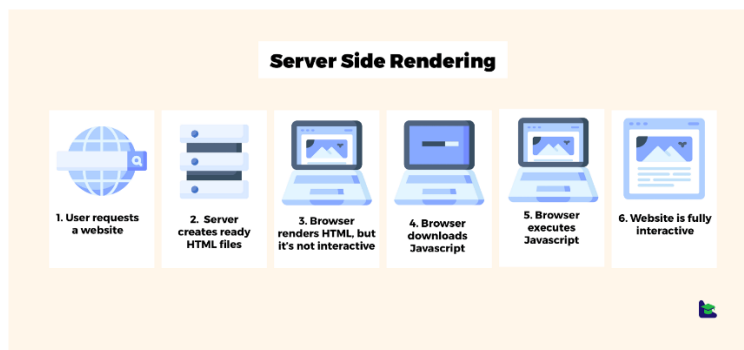 Server Side Rendering
1. User requests
a website
2. Server
creates ready
HTML files
3. Browser
renders HTML, but
it's not interactive
4. Browser
downloads
Javascript
5. Browser
executes
Javascript
6. Website is fully
interactive